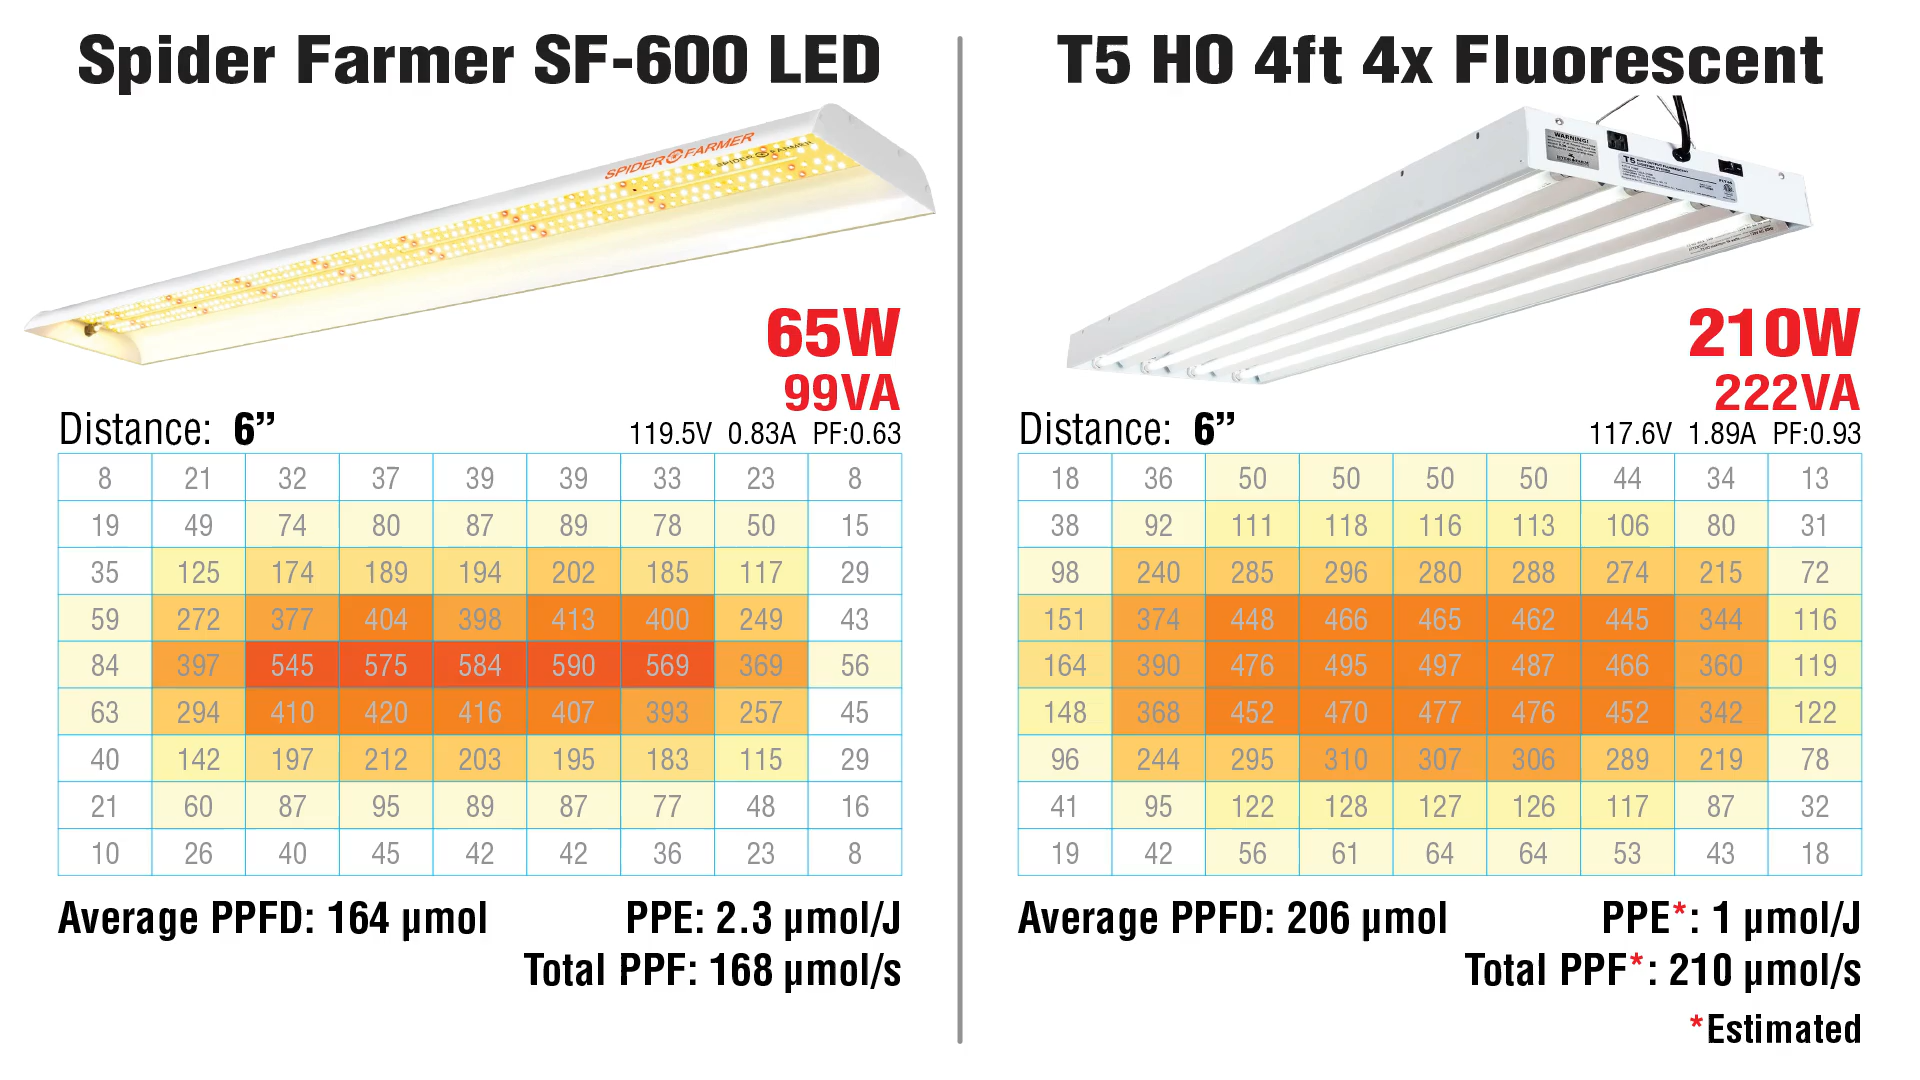 Spider Farmer SF-600 LED
SPIDER FARMER
SPIDER FARMER
65W
99VA
Distance: 6”
119.5V 0.83A PF:0.63
8 21 32 37 39 39 33 23 8
19 49 74 80 87 89 78 50 15
35 125 174 189 194 202 185 117 29
59 272 377 404 398 413 400 249 43
84 397 545 575 584 590 569 369 56
63 294 410 420 416 407 393 257 45
40 142 197 212 203 195 183 115 29
21 60 87 95 89 87 77 48 16
10 26 40 45 42 42 36 23 8
Average PPFD: 164 µmol
PPE: 2.3 µmol/J
Total PPF: 168 µmol/s
T5 HO 4ft 4x Fluorescent
WARNING!
T5
210W
222VA
Distance: 6”
117.6V 1.89A PF:0.93
18 36 50 50 50 50 44 34 13
38 92 111 118 116 113 106 80 31
98 240 285 296 280 288 274 215 72
151 374 448 466 465 462 445 344 116
164 390 476 495 497 487 466 360 119
148 368 452 470 477 476 452 342 122
96 244 295 310 307 306 289 219 78
41 95 122 128 127 126 117 87 32
19 42 56 61 64 64 53 43 18
Average PPFD: 206 µmol
PPE*: 1 µmol/J
Total PPF*: 210 µmol/s
*Estimated